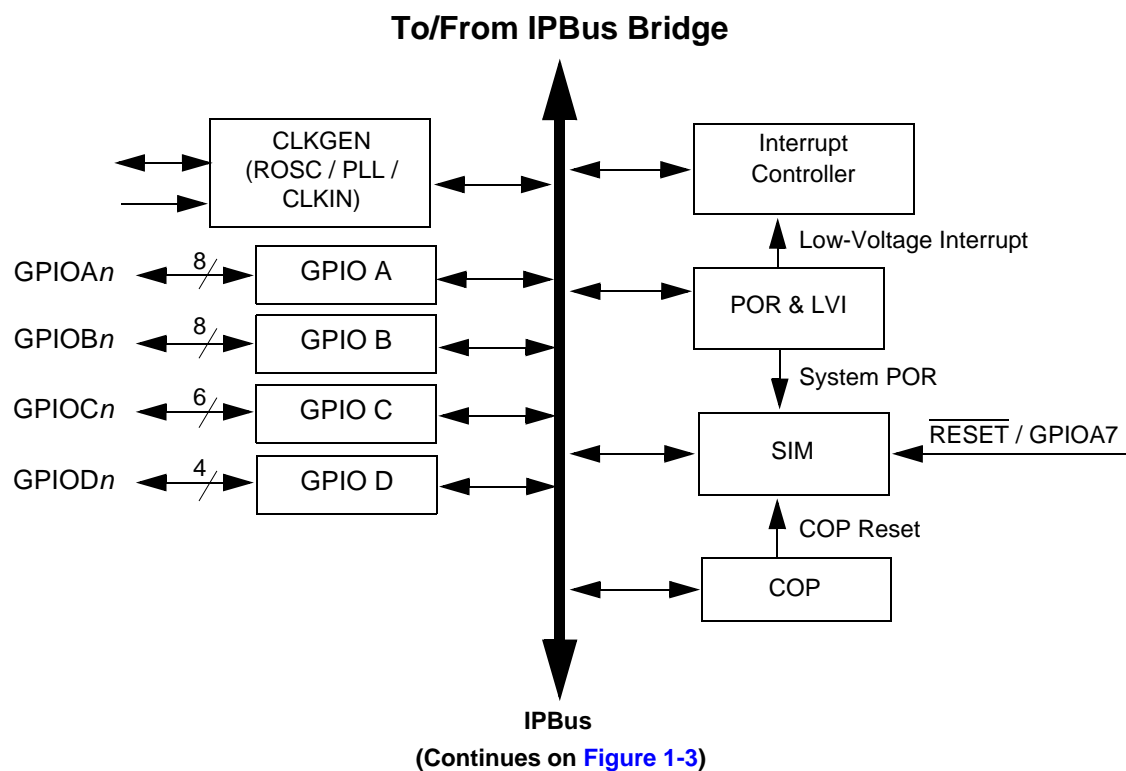 To/From IPBus Bridge
CLKGEN
(ROSC / PLL /
CLKIN)
Interrupt
Controller
Low-Voltage Interrupt
GPIOAn
8
GPIO A
POR & LVI
GPIOBn
8
GPIO B
System POR
GPIOCn
6
GPIO C
RESET / GPIOA7
SIM
GPIODn
4
GPIO D
COP Reset
COP
IPBus
(Continues on Figure 1-3)